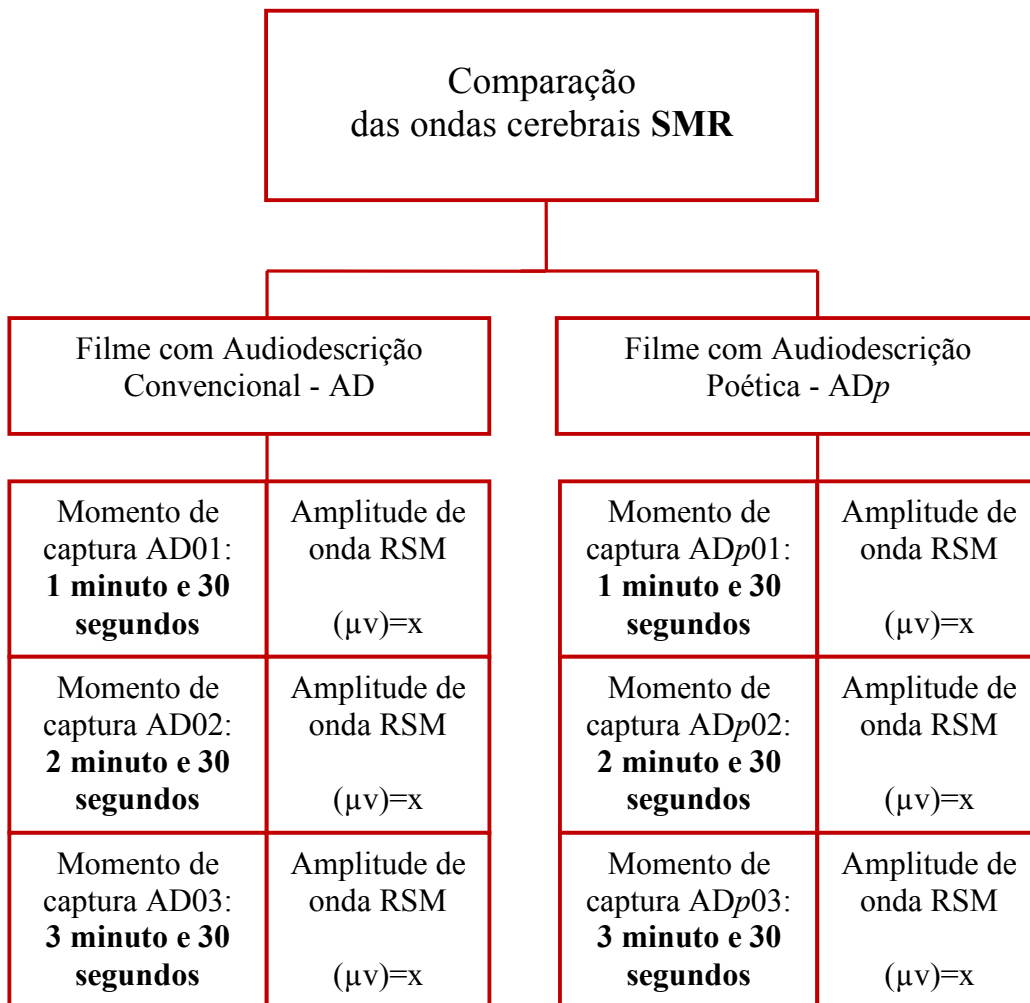 Comparação
das ondas cerebrais SMR
Filme com Audiodescrição
Convencional - AD
Filme com Audiodescrição
Poética - ADp
Momento de
captura AD01:
1 minuto e 30
segundos
Amplitude de
onda RSM
(µv)=x
Momento de
captura ADp01:
1 minuto e 30
segundos
Amplitude de
onda RSM
(µv)=x
Momento de
captura AD02:
2 minuto e 30
segundos
Amplitude de
onda RSM
(µv)=x
Momento de
captura ADp02:
2 minuto e 30
segundos
Amplitude de
onda RSM
(µv)=x
Momento de
captura AD03:
3 minuto e 30
segundos
Amplitude de
onda RSM
(µv)=x
Momento de
captura ADp03:
3 minuto e 30
segundos
Amplitude de
onda RSM
(µv)=x